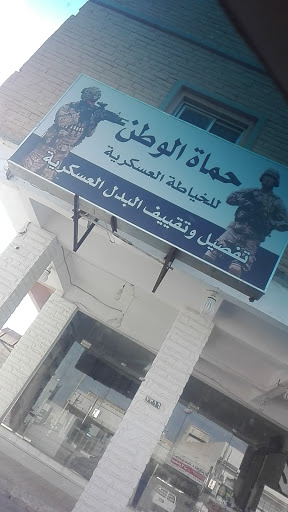 حماة الوطن
للخياطة العسكرية
تفصيل وتقييف البدل العسكرية